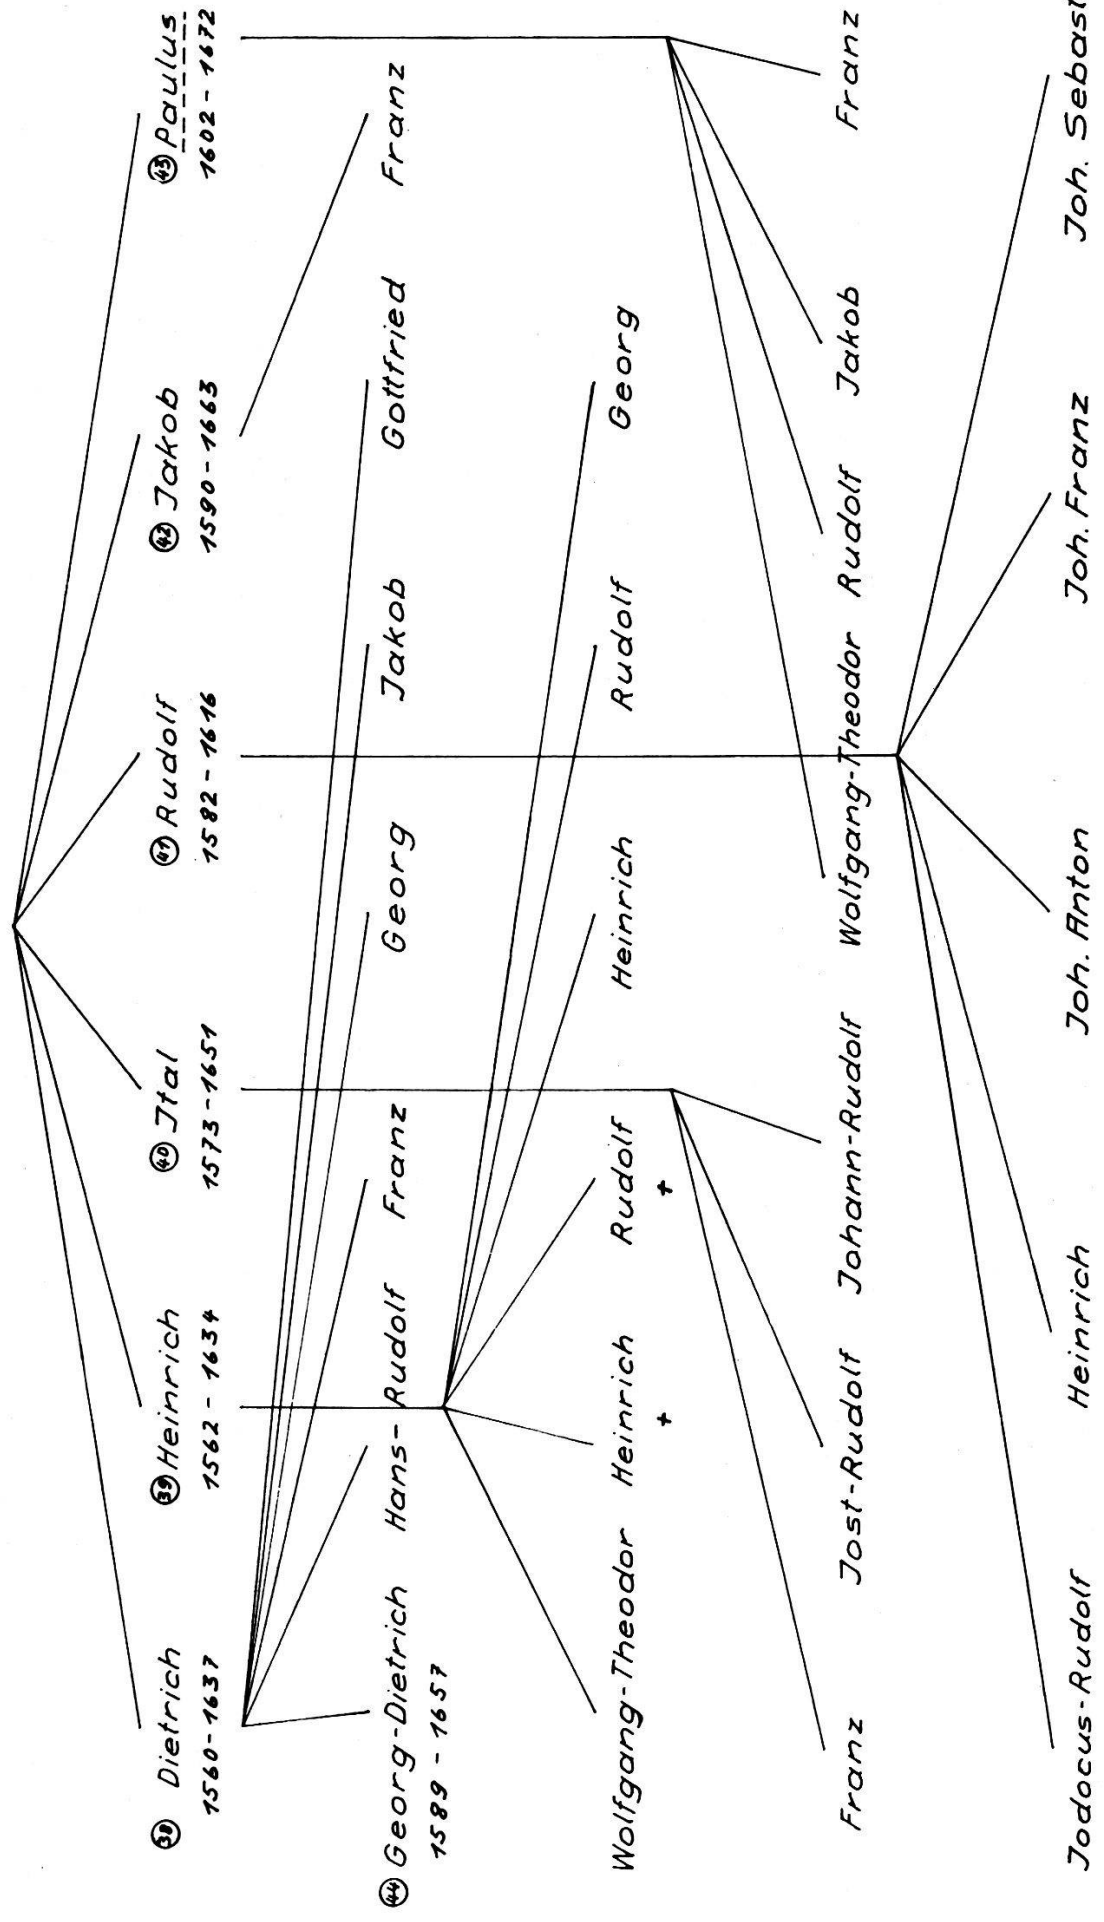 ㊳ Dietrich ㊴ Heinrich ㊵ Ital ㊶ Rudolf ㊷ Jakob ㊸ Paulus
1560-1637 1562-1634 1573-1651 1582-1616 1590-1663 1602-1672
㊹ Georg-Dietrich Hans-Rudolf Franz Georg Jakob Gottfried Franz
1589-1657
Wolfgang-Theodor Heinrich Rudolf Heinrich Rudolf Georg
+ +
Franz Jost-Rudolf Johann-Rudolf Wolfgang-Theodor Rudolf Jakob Franz
Jodocus-Rudolf Heinrich Joh. Anton Joh. Franz Joh.